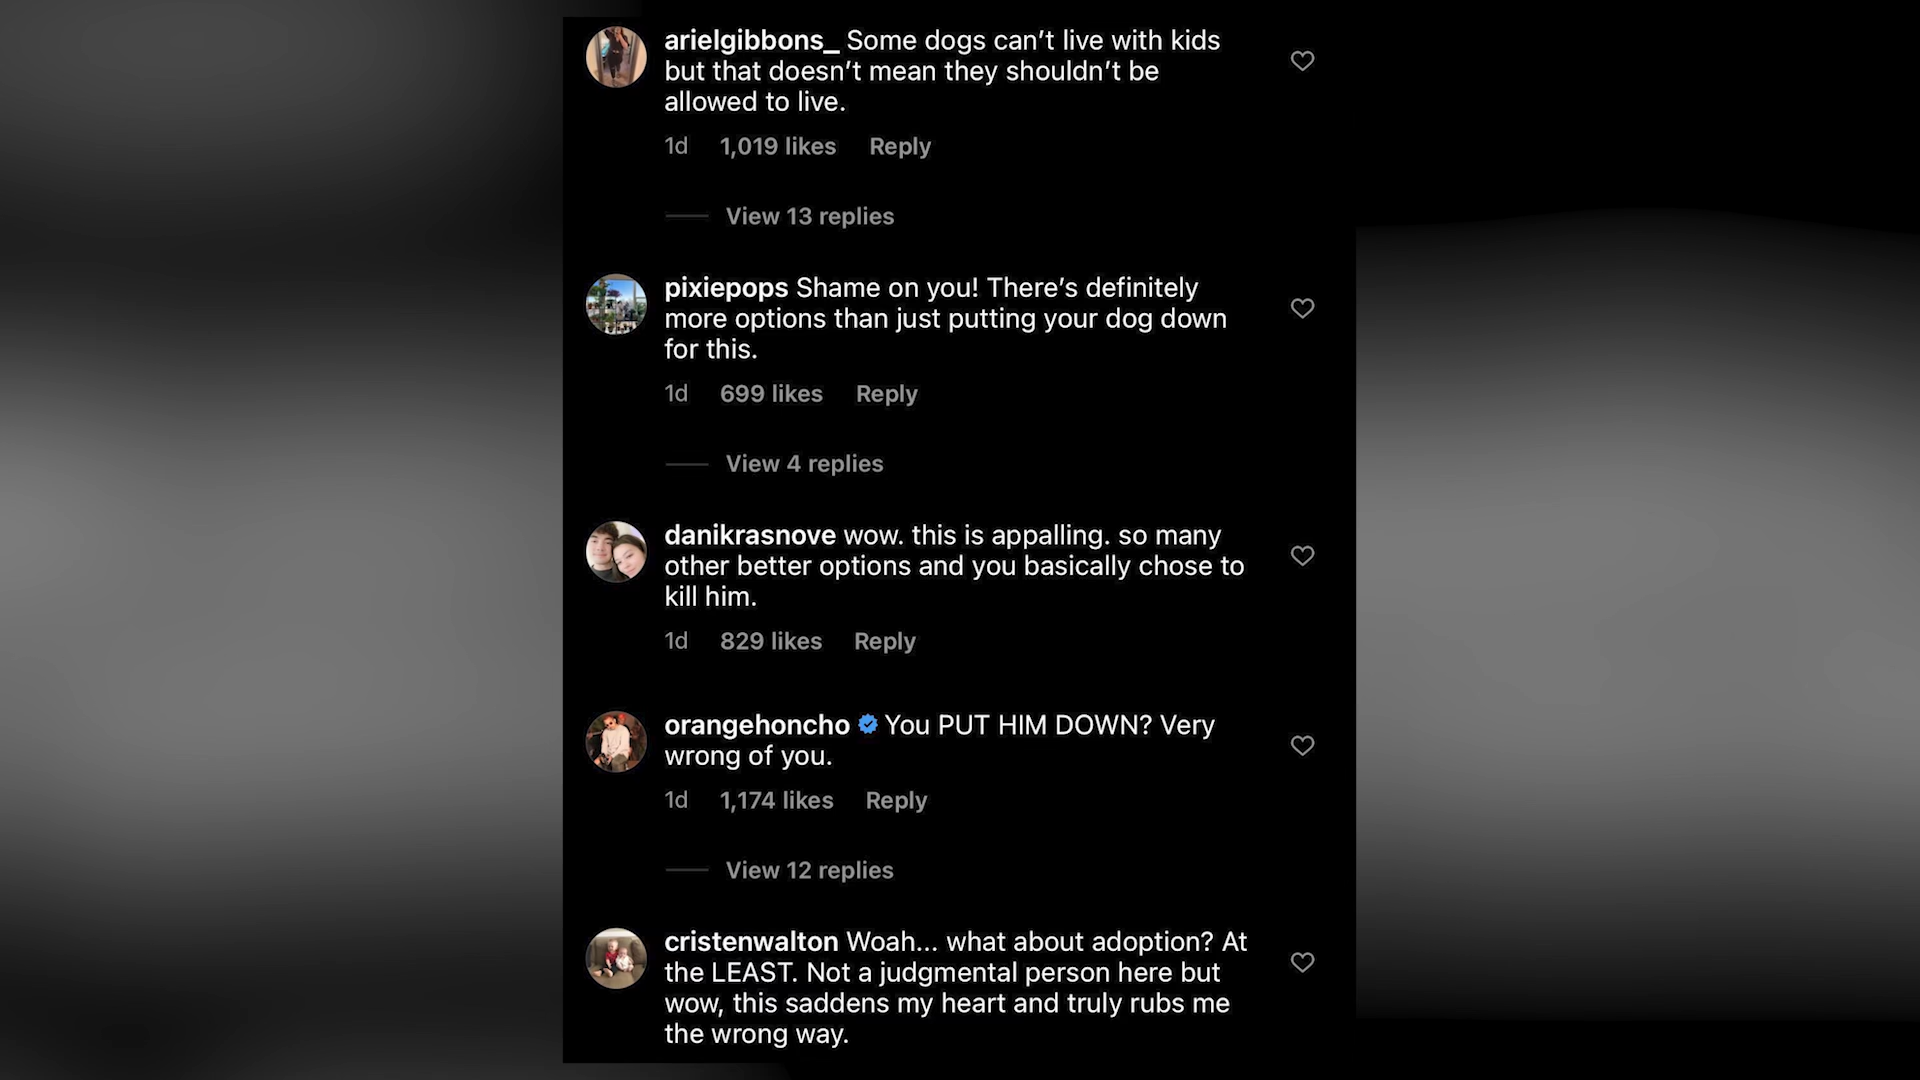 arielgibbons_ Some dogs can’t live with kids
but that doesn’t mean they shouldn’t be
allowed to live.
1d 1,019 likes Reply
View 13 replies
pixiepops Shame on you! There’s definitely
more options than just putting your dog down
for this.
1d 699 likes Reply
View 4 replies
danikrasnove wow. this is appalling. so many
other better options and you basically chose to
kill him.
1d 829 likes Reply
orangehoncho You PUT HIM DOWN? Very
wrong of you.
1d 1,174 likes Reply
View 12 replies
cristenwalton Woah... what about adoption? At
the LEAST. Not a judgmental person here but
wow, this saddens my heart and truly rubs me
the wrong way.